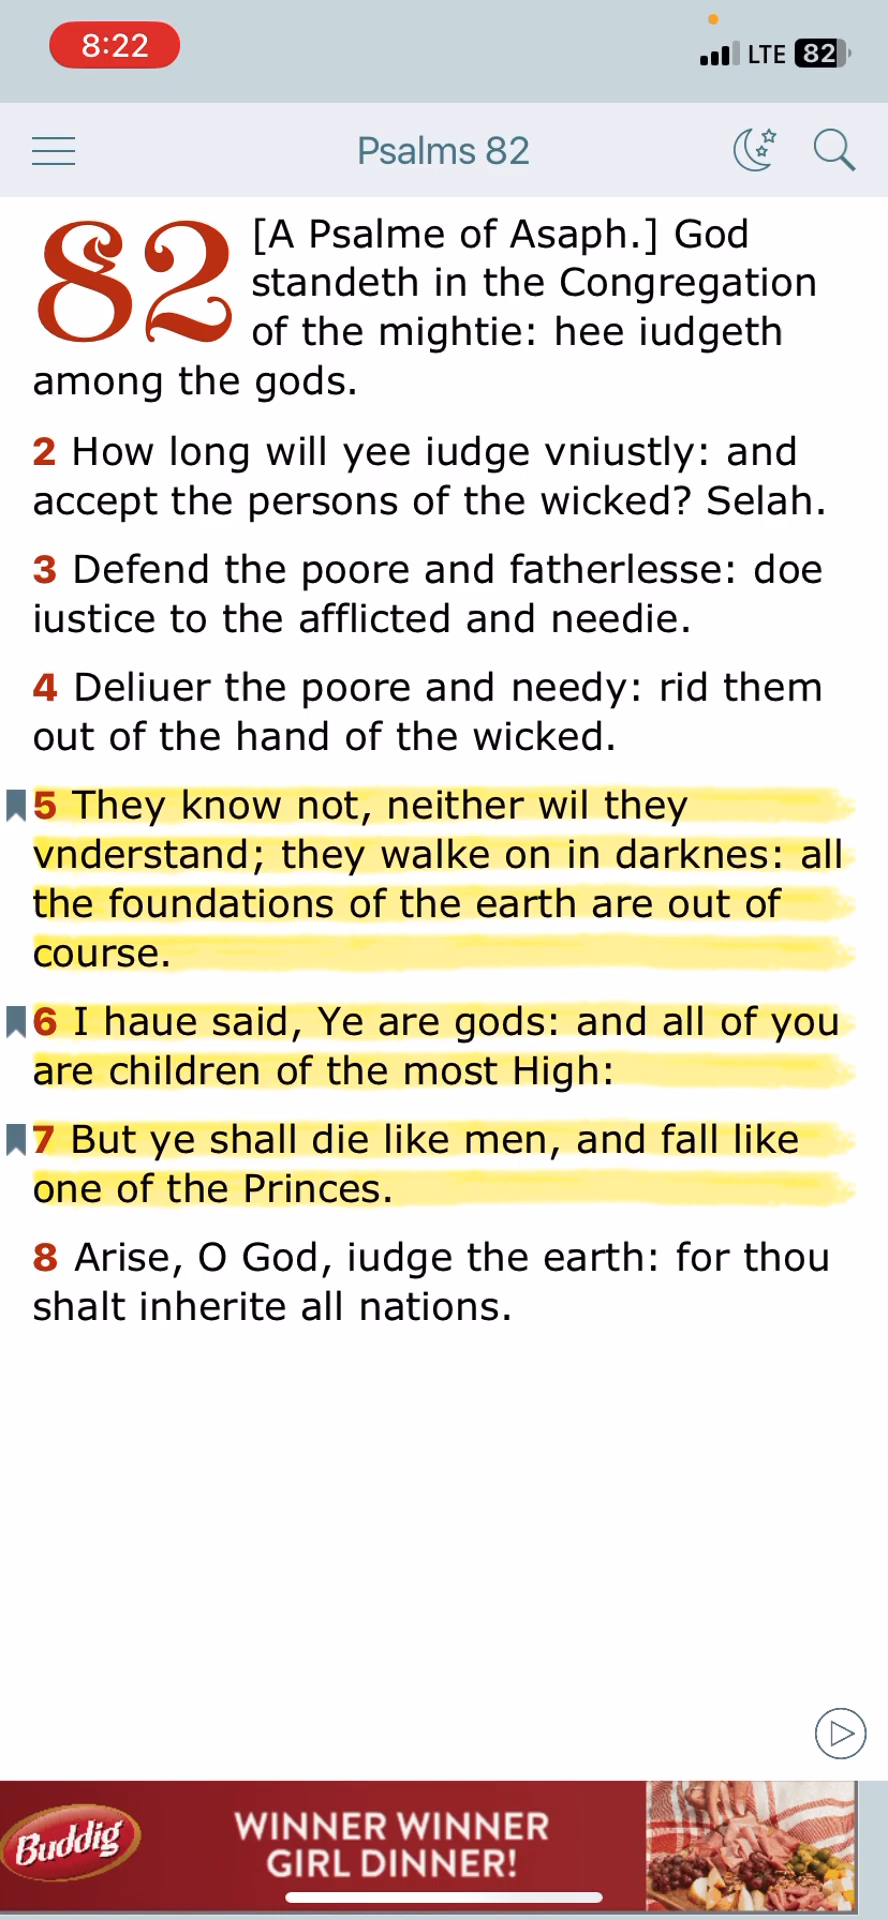 8:22
LTE 82
Psalms 82
82 [A Psalme of Asaph.] God
standeth in the Congregation
of the mightie: hee iudgeth
among the gods.
2 How long will yee iudge vniustly: and
accept the persons of the wicked? Selah.
3 Defend the poore and fatherlesse: doe
iustice to the afflicted and needie.
4 Deliuer the poore and needy: rid them
out of the hand of the wicked.
5 They know not, neither wil they
vnderstand; they walke on in darknes: all
the foundations of the earth are out of
course.
6 I haue said, Ye are gods: and all of you
are children of the most High:
7 But ye shall die like men, and fall like
one of the Princes.
8 Arise, O God, iudge the earth: for thou
shalt inherite all nations.
Buddig
WINNER WINNER
GIRL DINNER!